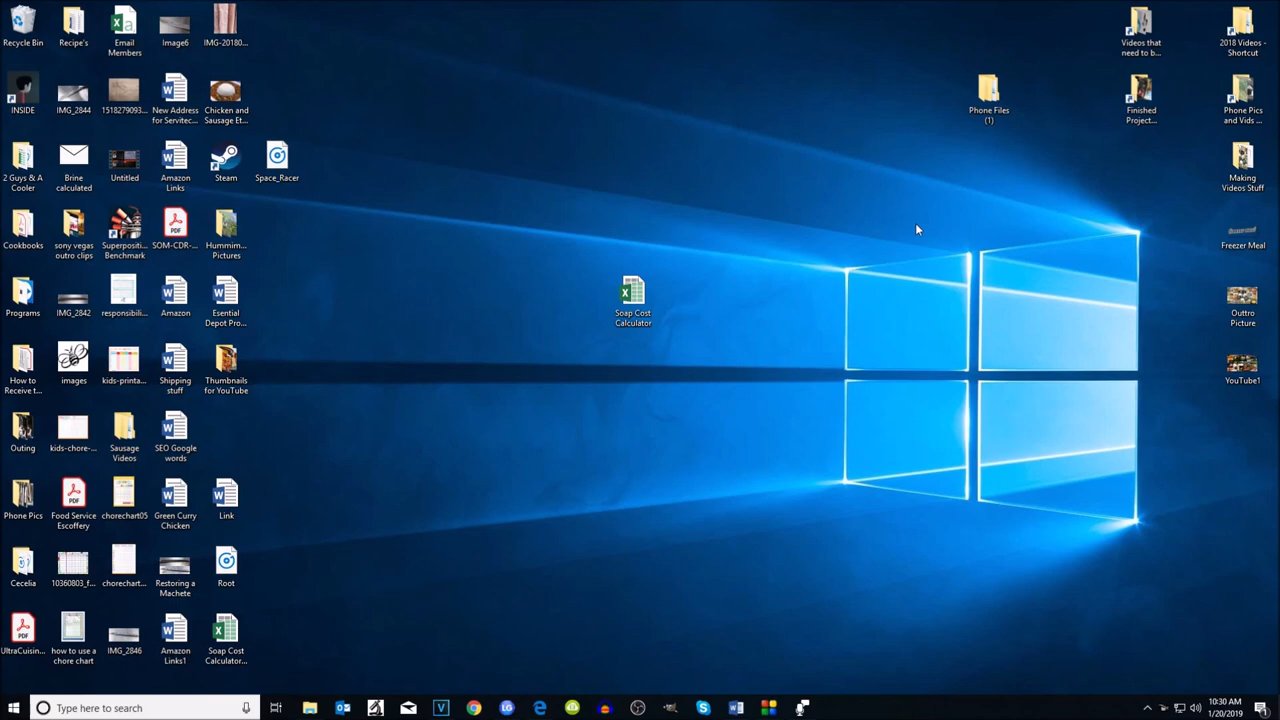 Recycle Bin
Recipe's
Email
Members
Image6
IMG-20180...
Videos that
need to b...
2018 Videos -
Shortcut
INSIDE
IMG_2844
1518279093...
New Address
for Servitec...
Chicken and
Sausage Et...
Phone Files
(1)
Finished
Project...
Phone Pics
and Vids ...
2 Guys & A
Cooler
Brine
calculated
Untitled
Amazon
Links
Steam
Space_Racer
Making
Videos Stuff
Cookbooks
sony vegas
outro clips
Superpositi...
Benchmark
SOM-CDR-...
Hummim...
Pictures
Freezer Meal
Programs
IMG_2842
responsibili...
Amazon
Esential
Depot Pro...
Soap Cost
Calculator
Outtro
Picture
How to
Receive t...
images
kids-printa...
Shipping
stuff
Thumbnails
for YouTube
YouTube1
Outing
kids-chore-...
Sausage
Videos
SEO Google
words
Phone Pics
Food Service
Escoffery
chorechart05
Green Curry
Chicken
Link
Cecelia
10360803_f...
chorechart...
Restoring a
Machete
Root
UltraCuisin...
how to use a
chore chart
IMG_2846
Amazon
Links1
Soap Cost
Calculator...
Type here to search
10:30 AM
1/20/2019